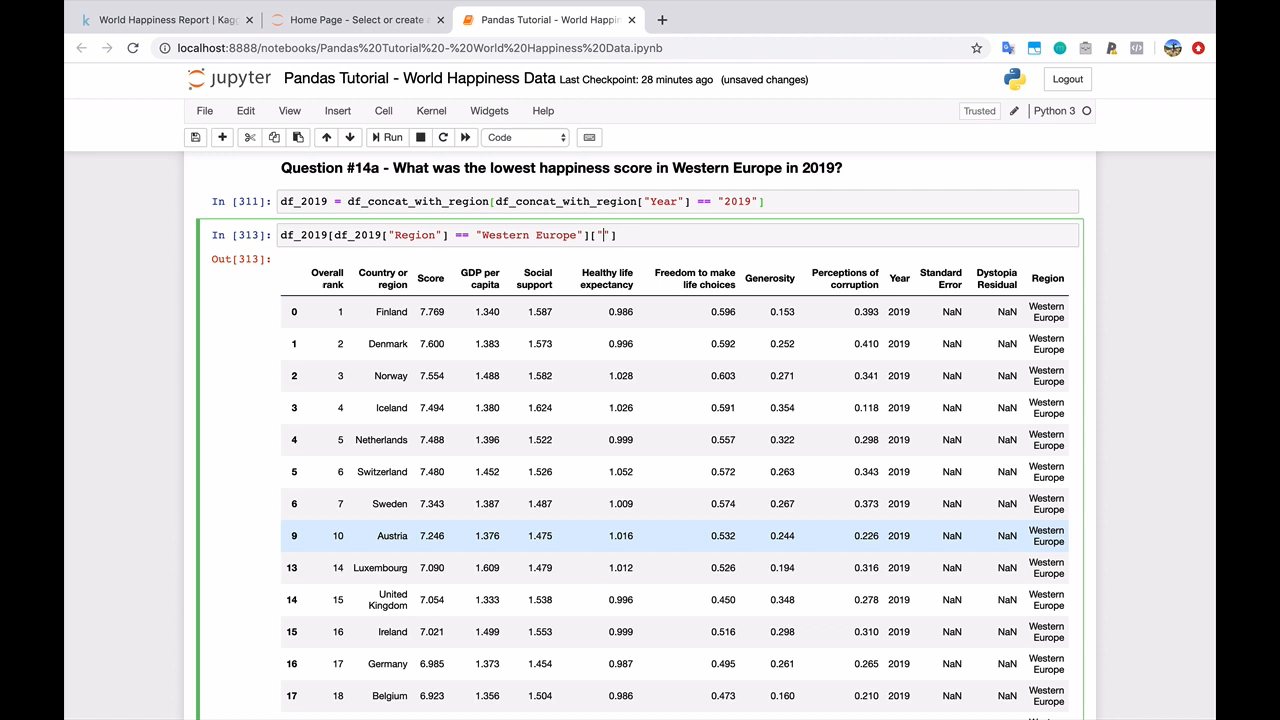 World Happiness Report | Kagg
Home Page - Select or create a
Pandas Tutorial - World Happin
localhost:8888/notebooks/Pandas%20Tutorial%20-%20World%20Happiness%20Data.ipynb
jupyter Pandas Tutorial - World Happiness Data Last Checkpoint: 28 minutes ago (unsaved changes) Logout
File Edit View Insert Cell Kernel Widgets Help Trusted Python 3
Run Code
Question #14a - What was the lowest happiness score in Western Europe in 2019?
In [311]: df_2019 = df_concat_with_region[df_concat_with_region["Year"] == "2019"]
In [313]: df_2019[df_2019["Region"] == "Western Europe"][""]
Out[313]:
Overall rank Country or region Score GDP per capita Social support Healthy life expectancy Freedom to make life choices Generosity Perceptions of corruption Year Standard Error Dystopia Residual Region
0 1 Finland 7.769 1.340 1.587 0.986 0.596 0.153 0.393 2019 NaN NaN Western Europe
1 2 Denmark 7.600 1.383 1.573 0.996 0.592 0.252 0.410 2019 NaN NaN Western Europe
2 3 Norway 7.554 1.488 1.582 1.028 0.603 0.271 0.341 2019 NaN NaN Western Europe
3 4 Iceland 7.494 1.380 1.624 1.026 0.591 0.354 0.118 2019 NaN NaN Western Europe
4 5 Netherlands 7.488 1.396 1.522 0.999 0.557 0.322 0.298 2019 NaN NaN Western Europe
5 6 Switzerland 7.480 1.452 1.526 1.052 0.572 0.263 0.343 2019 NaN NaN Western Europe
6 7 Sweden 7.343 1.387 1.487 1.009 0.574 0.267 0.373 2019 NaN NaN Western Europe
9 10 Austria 7.246 1.376 1.475 1.016 0.532 0.244 0.226 2019 NaN NaN Western Europe
13 14 Luxembourg 7.090 1.609 1.479 1.012 0.526 0.194 0.316 2019 NaN NaN Western Europe
14 15 United Kingdom 7.054 1.333 1.538 0.996 0.450 0.348 0.278 2019 NaN NaN Western Europe
15 16 Ireland 7.021 1.499 1.553 0.999 0.516 0.298 0.310 2019 NaN NaN Western Europe
16 17 Germany 6.985 1.373 1.454 0.987 0.495 0.261 0.265 2019 NaN NaN Western Europe
17 18 Belgium 6.923 1.356 1.504 0.986 0.473 0.160 0.210 2019 NaN NaN Western Europe